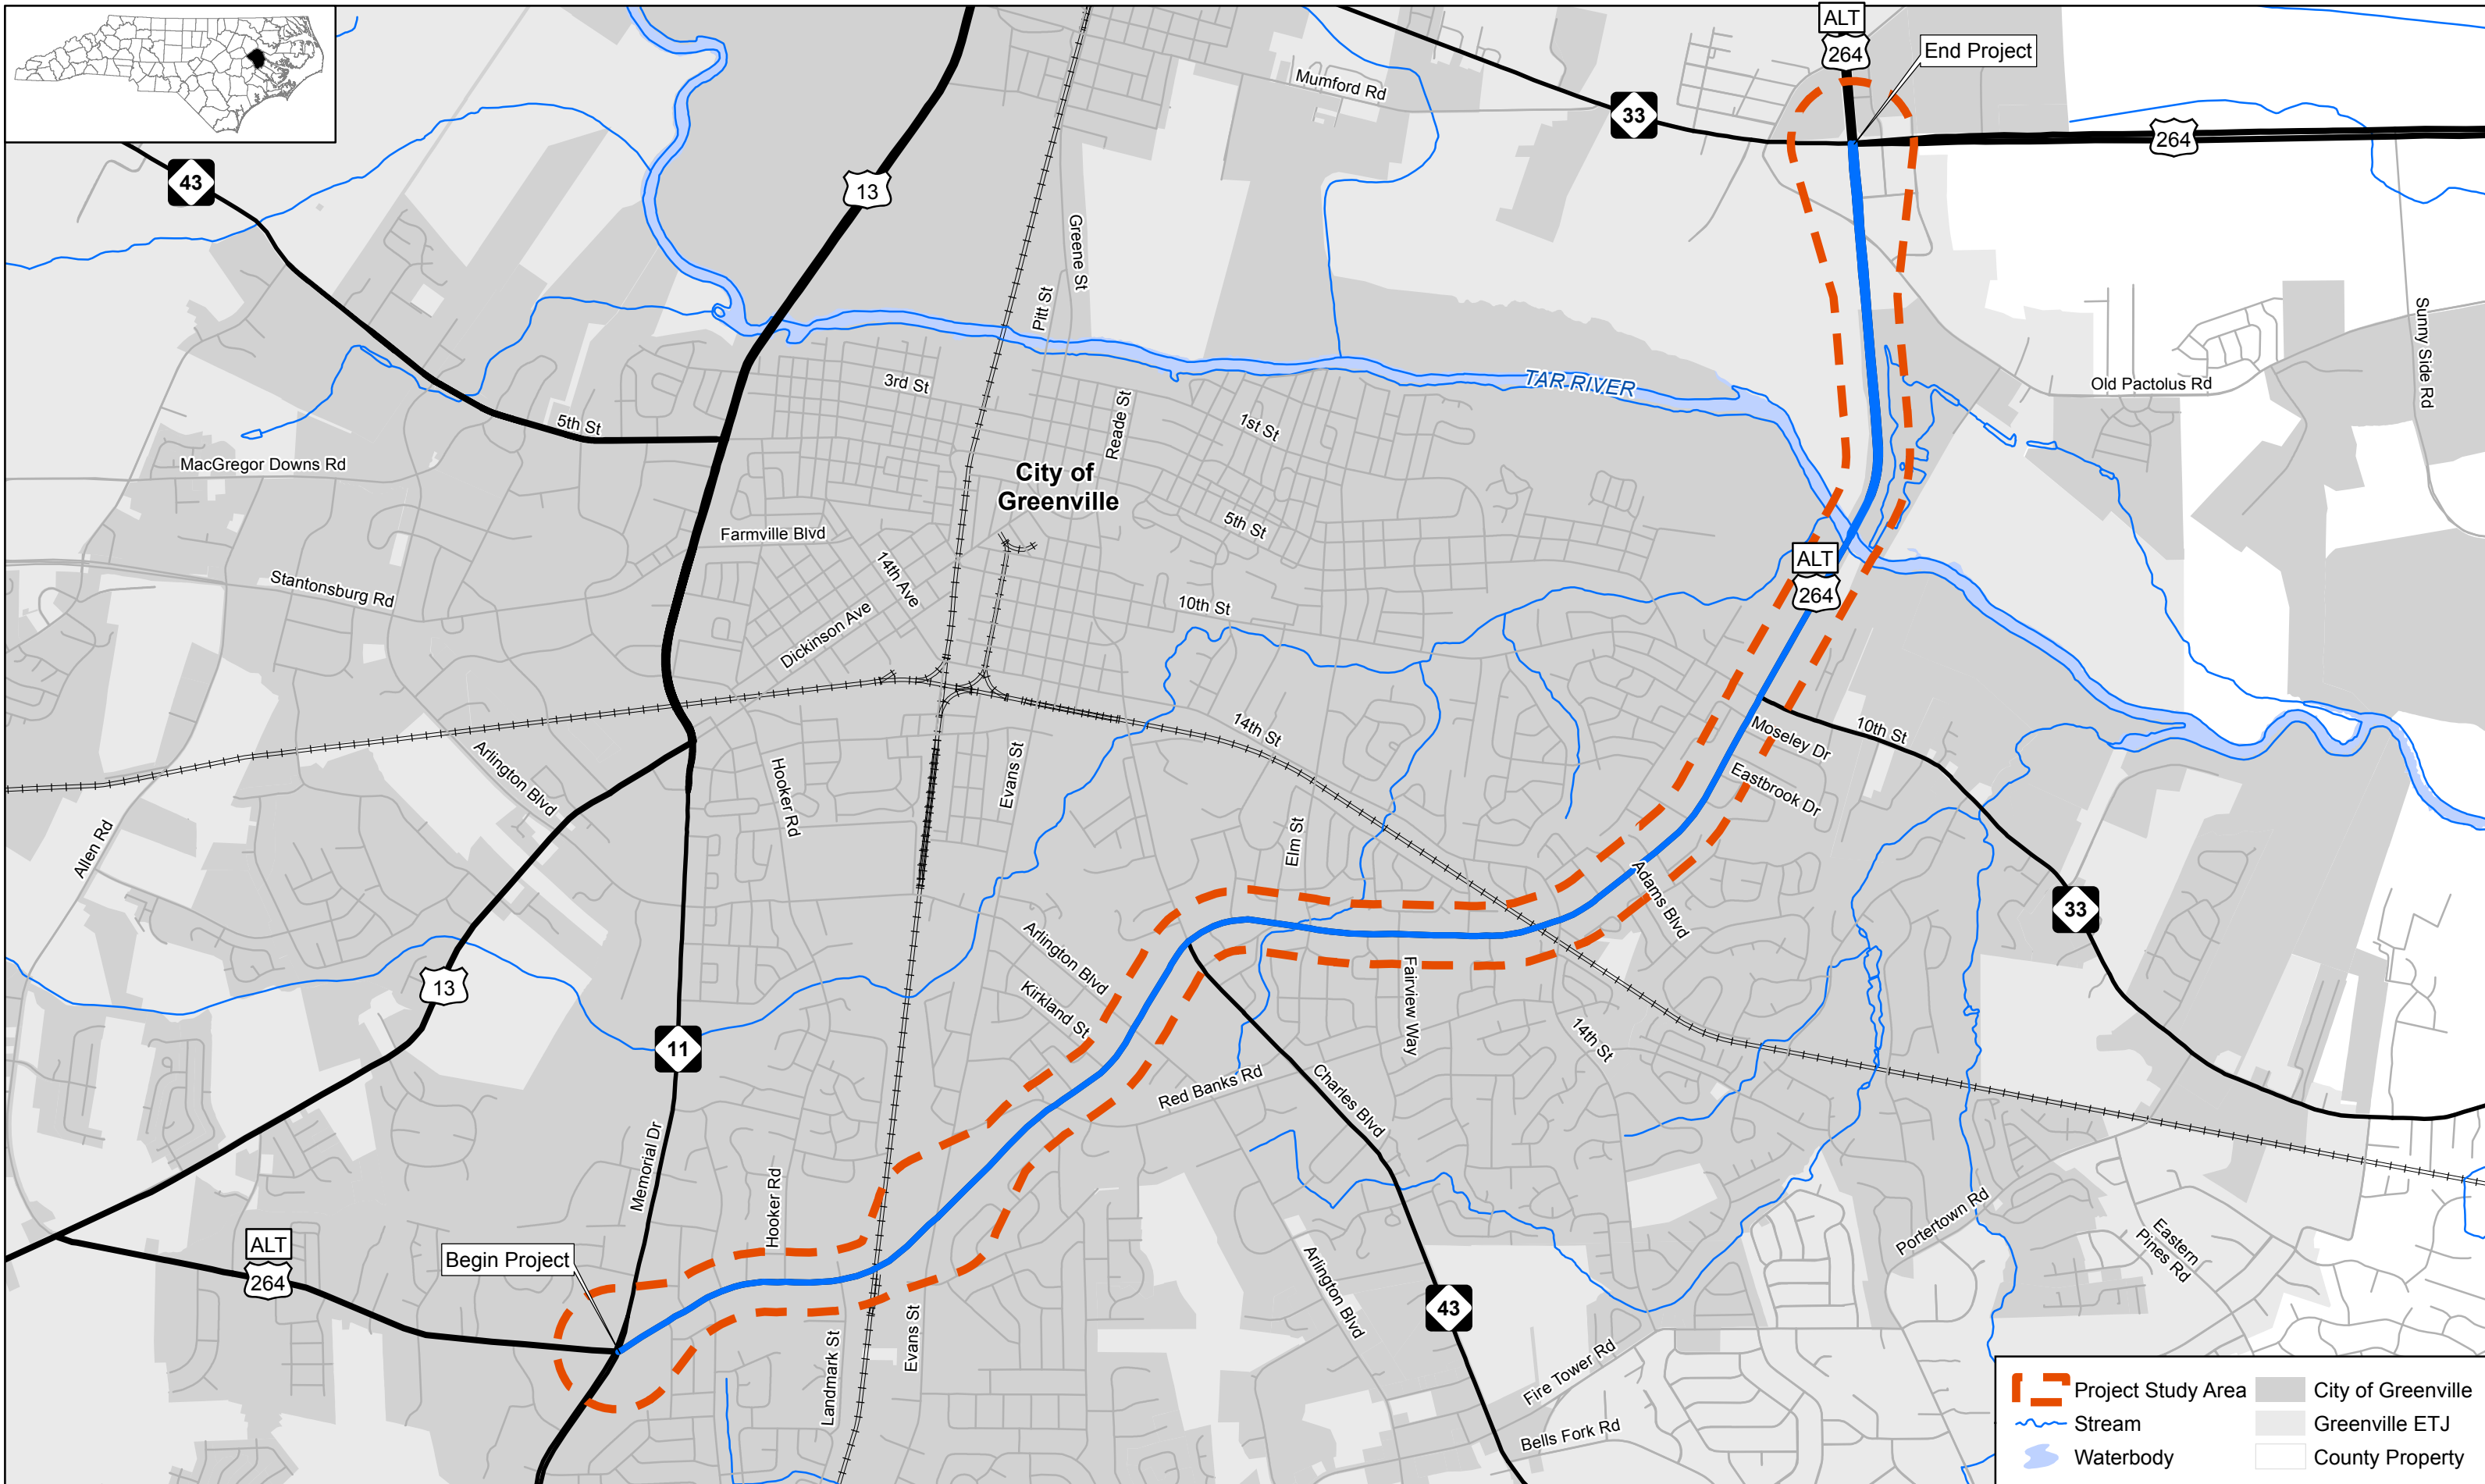 ALT
264
End Project
Mumford Rd
33
264
43
13
Greene St
Pitt St
Sunny Side Rd
TAR RIVER
3rd St
Old Pactolus Rd
Reade St
1st St
5th St
MacGregor Downs Rd
City of
Greenville
5th St
Farmville Blvd
14th Ave
ALT
264
Stantonsburg Rd
10th St
Dickinson Ave
14th St
10th St
Moseley Dr
Arlington Blvd
Evans St
Hooker Rd
Eastbrook Dr
Allen Rd
Elm St
Adams Blvd
33
Arlington Blvd
13
Kirkland St
Fairview Way
11
14th St
Red Banks Rd
Charles Blvd
Memorial Dr
Hooker Rd
Portertown Rd
Eastern
Pines Rd
ALT
264
Begin Project
Arlington Blvd
43
Landmark St
Evans St
Fire Tower Rd
Bells Fork Rd
Project Study Area
City of Greenville
Stream
Greenville ETJ
Waterbody
County Property